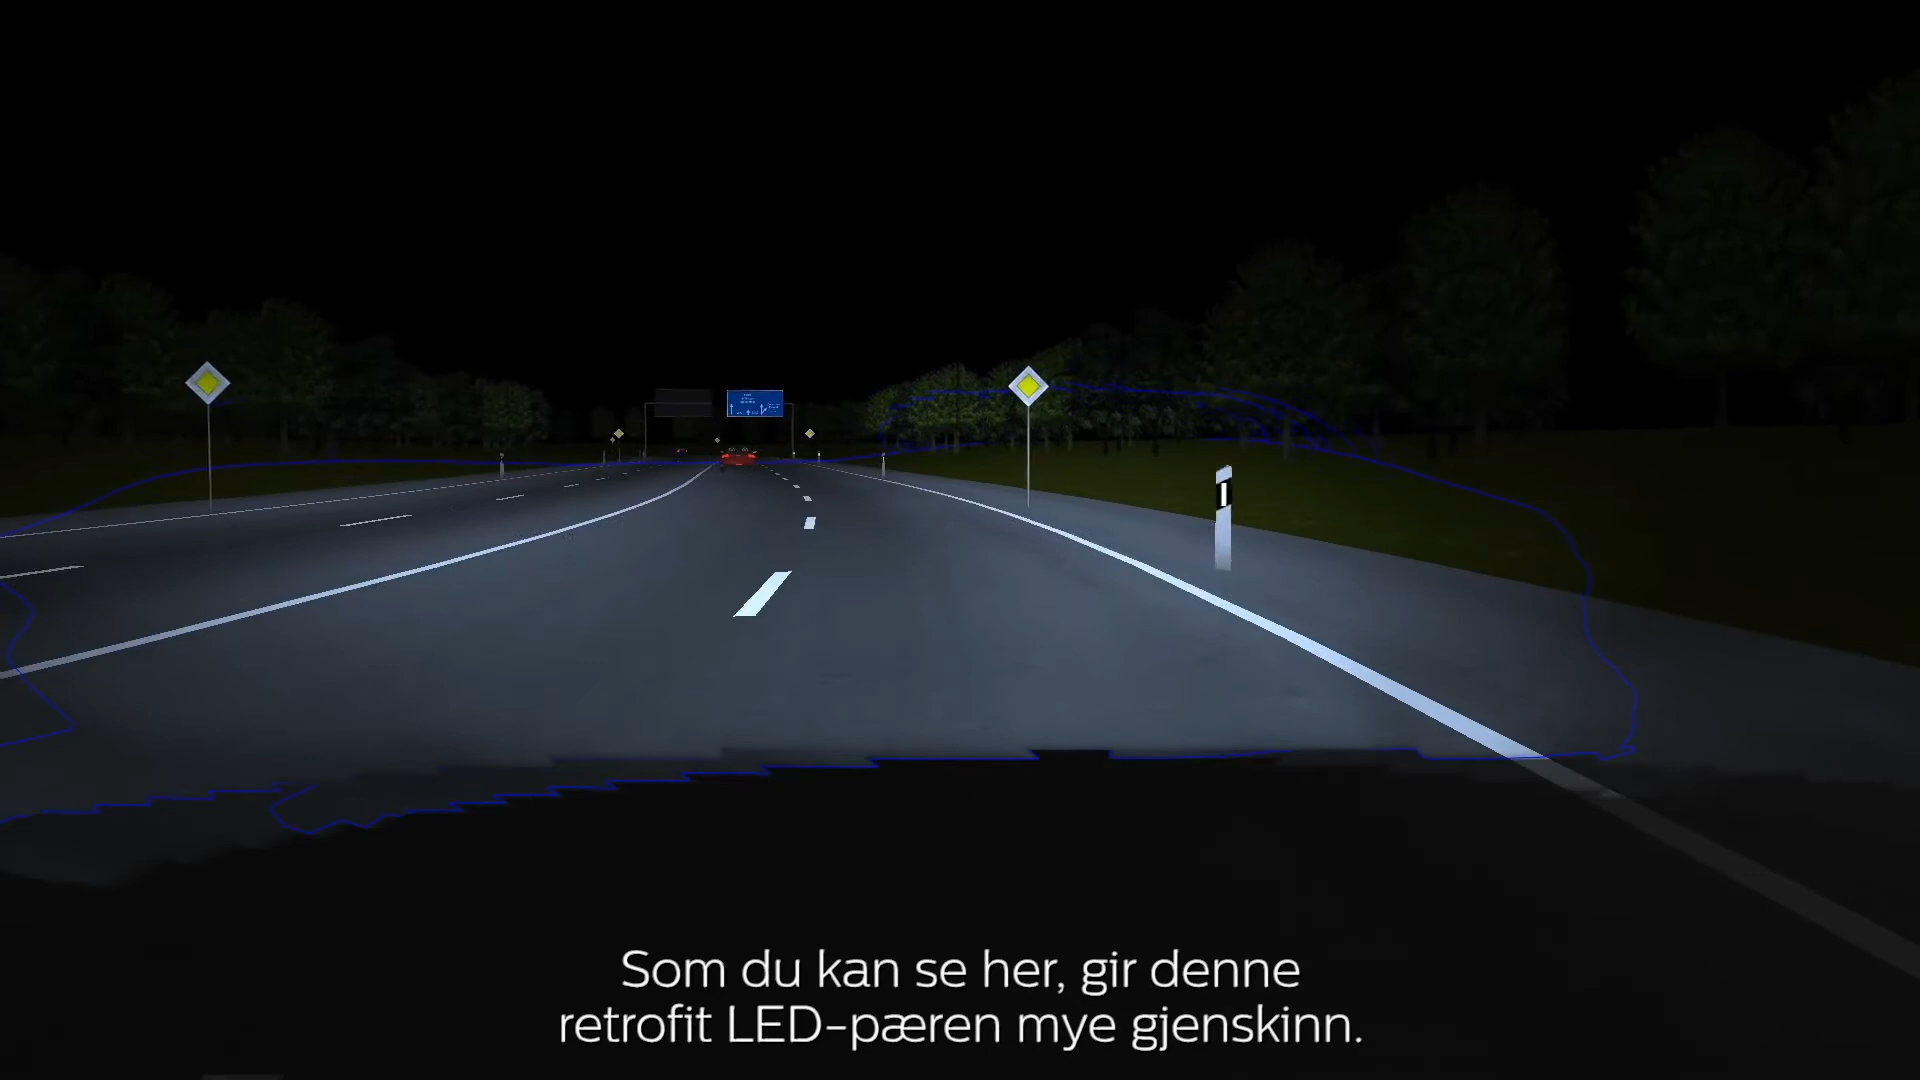 Som du kan se her, gir denne
retrofit LED-pæren mye gjenskinn.